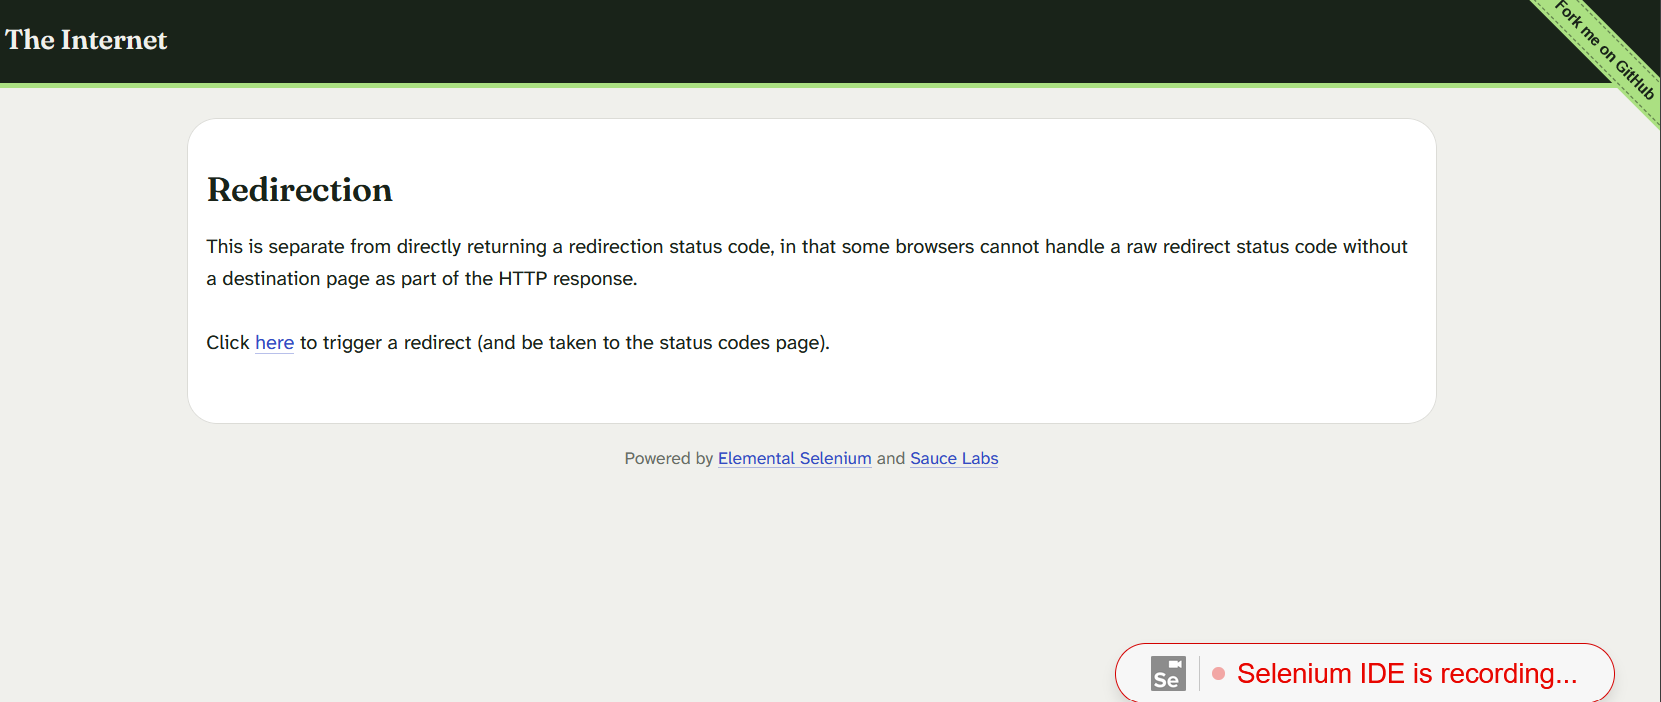 The Internet
Fork me on GitHub
Redirection
This is separate from directly returning a redirection status code, in that some browsers cannot handle a raw redirect status code without
a destination page as part of the HTTP response.
Click here to trigger a redirect (and be taken to the status codes page).
Powered by Elemental Selenium and Sauce Labs
Se
Selenium IDE is recording...